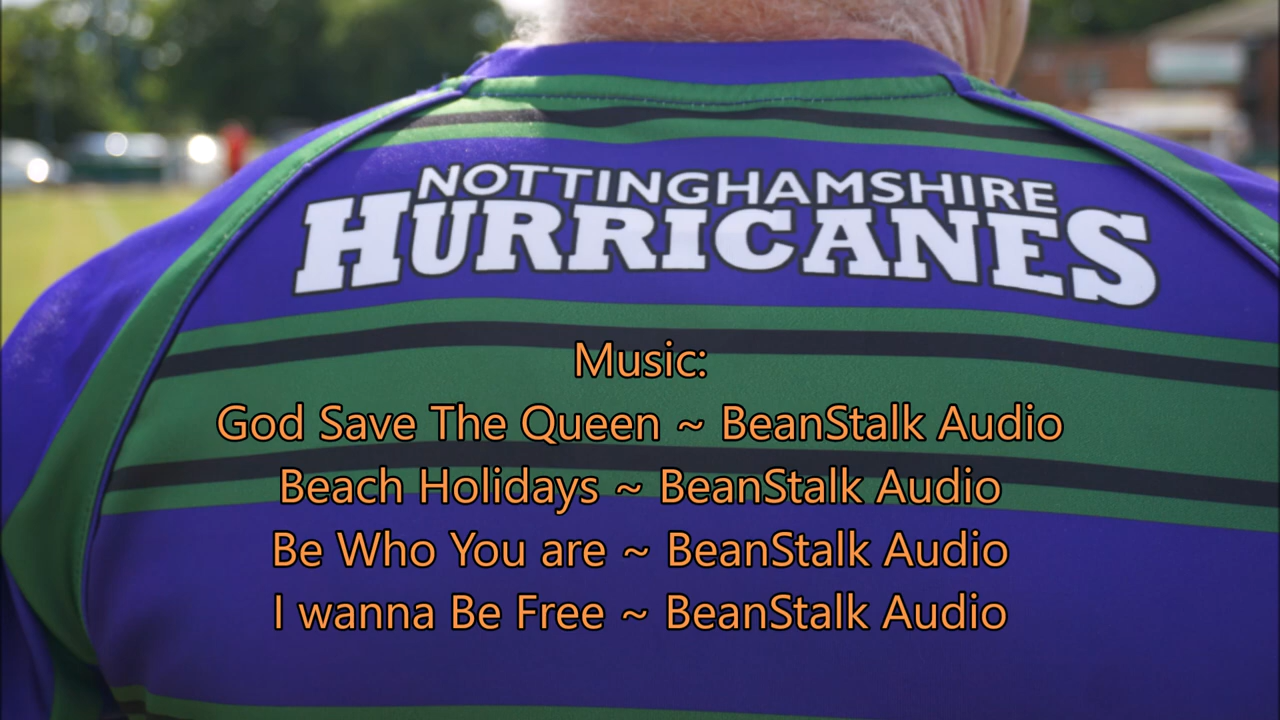 NOTTINGHAMSHIRE
HURRICANES
Music:
God Save The Queen ~ BeanStalk Audio
Beach Holidays ~ BeanStalk Audio
Be Who You are ~ BeanStalk Audio
I wanna Be Free ~ BeanStalk Audio